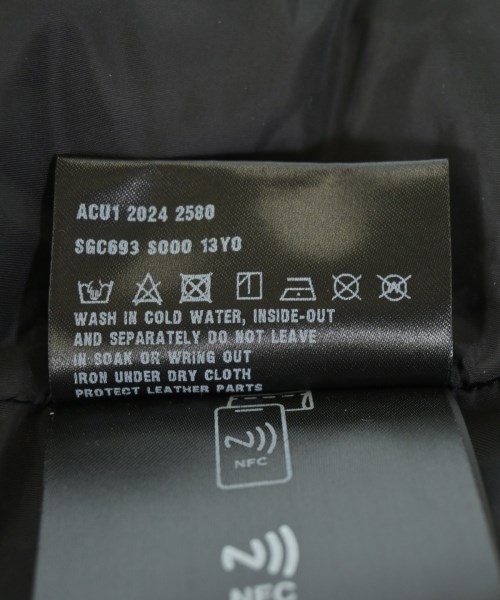 ACU1 2024 2580
SGC693 S000 13Y0
WASH IN COLD WATER, INSIDE-OUT
AND SEPARATELY DO NOT LEAVE
IN SOAK OR WRING OUT
IRON UNDER DRY CLOTH
PROTECT LEATHER PARTS
NFC
NFC